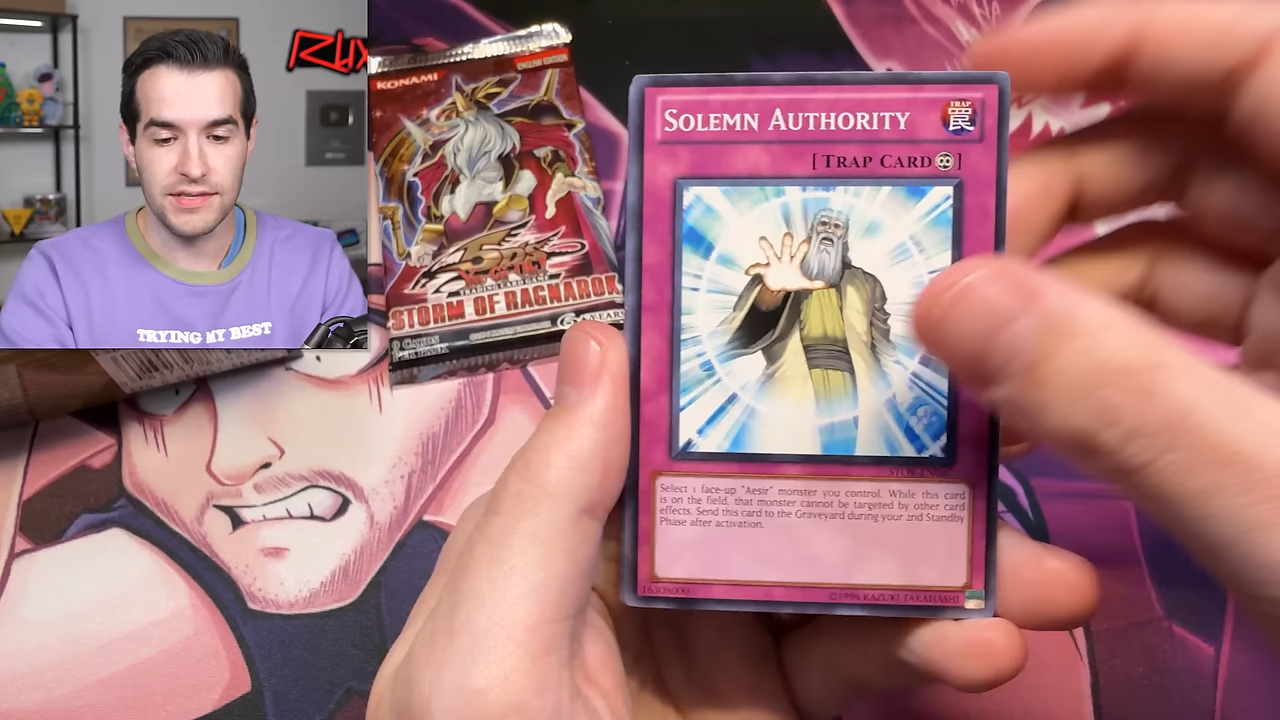 RUX
TRYING MY BEST
KONAMI
ENGLISH EDITION
5D's
TRADING CARD GAME
STORM OF RAGNAROK
9 CARDS
PER PACK
SOLEMN AUTHORITY
TRAP
罠
[TRAP CARD ]
Select 1 face-up "Aesir" monster you control. While this card
is on the field, that monster cannot be targeted by other card
effects. Send this card to the Graveyard during your 2nd Standby
Phase after activation.
©1996 KAZUKI TAKAHASHI